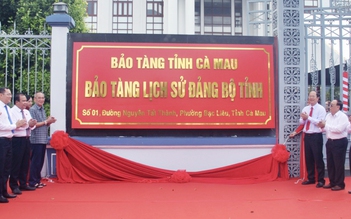 BẢO TÀNG TỈNH CÀ MAU
BẢO TÀNG LỊCH SỬ ĐẢNG BỘ TỈNH
Số 01, Đường Nguyễn Tất Thành, Phường Bạc Liêu, Tỉnh Cà Mau